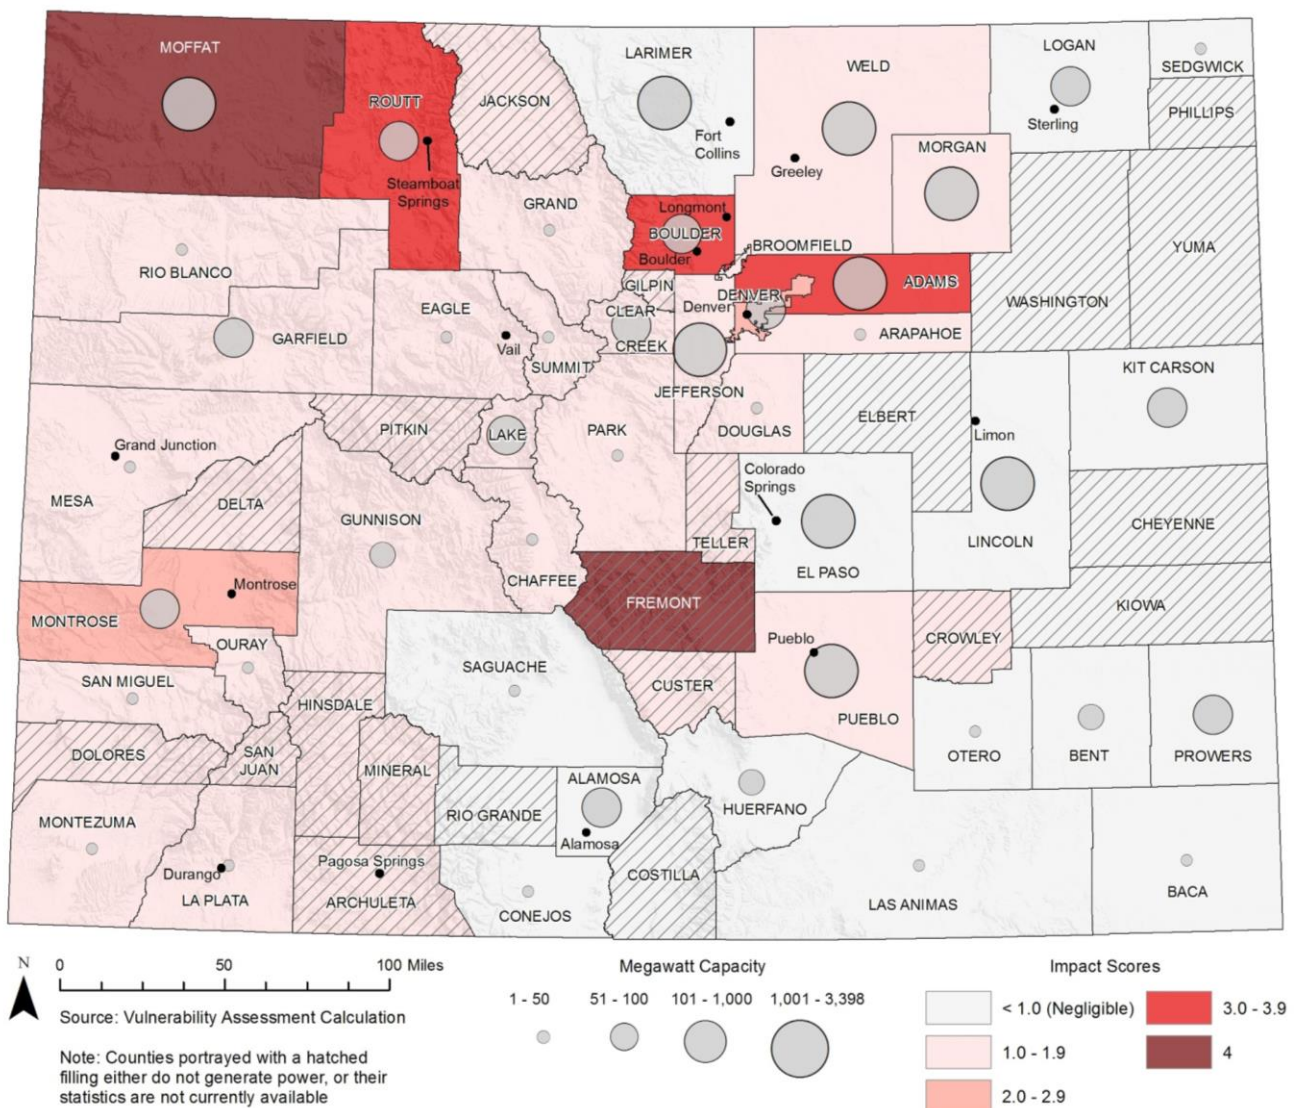 MOFFAT
ROUTT
JACKSON
LARIMER
WELD
LOGAN
SEDGWICK
PHILLIPS
Sterling
Fort
Collins
Greeley
MORGAN
Steamboat
Springs
GRAND
Longmont
BOULDER
Boulder
BROOMFIELD
YUMA
RIO BLANCO
GILPIN
DENVER
Denver
ADAMS
WASHINGTON
EAGLE
CLEAR
CREEK
GARFIELD
Vail
SUMMIT
ARAPAHOE
JEFFERSON
KIT CARSON
PITKIN
LAKE
PARK
DOUGLAS
ELBERT
Limon
Grand Junction
MESA
DELTA
GUNNISON
Colorado
Springs
CHEYENNE
TELLER
LINCOLN
EL PASO
CHAFFEE
Montrose
MONTROSE
FREMONT
KIOWA
OURAY
Pueblo
CROWLEY
SAGUACHE
SAN MIGUEL
CUSTER
HINSDALE
PUEBLO
DOLORES
SAN
JUAN
MINERAL
OTERO
BENT
PROWERS
ALAMOSA
RIO GRANDE
HUERFANO
MONTEZUMA
Alamosa
Pagosa Springs
Durango
LA PLATA
ARCHULETA
COSTILLA
CONEJOS
LAS ANIMAS
BACA
N
0 50 100 Miles
Source: Vulnerability Assessment Calculation
Note: Counties portrayed with a hatched
filling either do not generate power, or their
statistics are not currently available
Megawatt Capacity
1 - 50 51 - 100 101 - 1,000 1,001 - 3,398
Impact Scores
< 1.0 (Negligible)
1.0 - 1.9
2.0 - 2.9
3.0 - 3.9
4